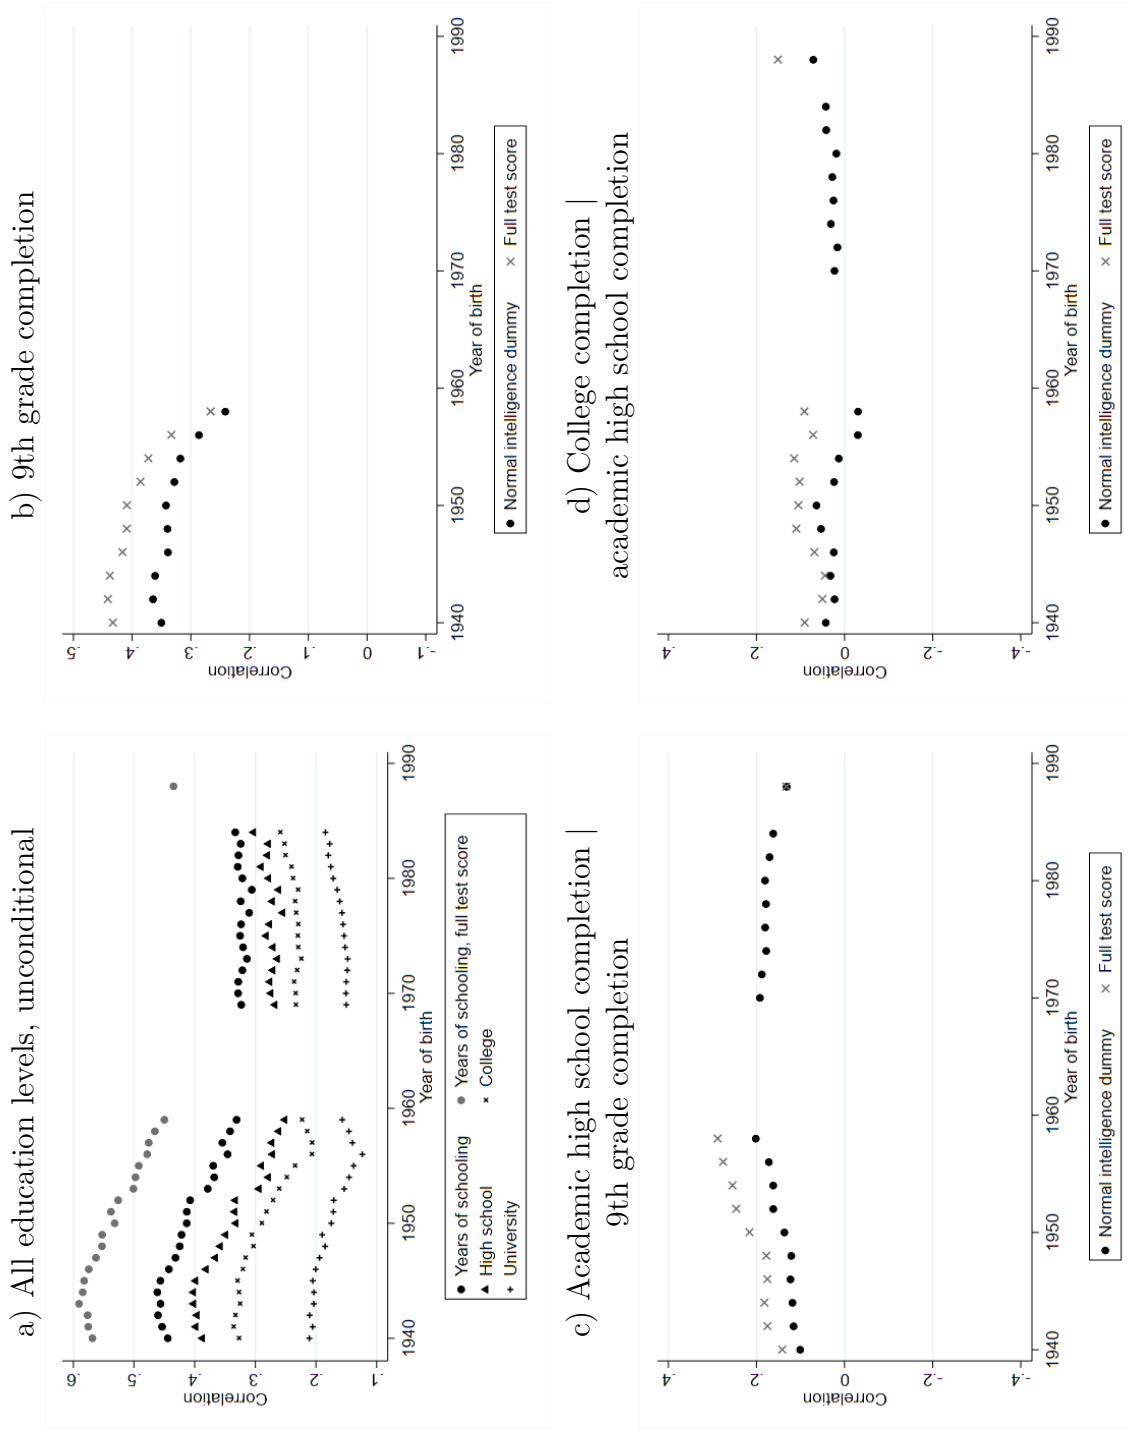 a) All education levels, unconditional
Correlation
.6
.5
.4
.3
.2
.1
1940 1950 1960 1970 1980 1990
Year of birth
Years of schooling Years of schooling, full test score
High school College
University
b) 9th grade completion
Correlation
.5
.4
.3
.2
.1
0
-.1
1940 1950 1960 1970 1980 1990
Year of birth
Normal intelligence dummy Full test score
c) Academic high school completion |
9th grade completion
Correlation
.4
.2
0
-.2
-.4
1940 1950 1960 1970 1980 1990
Year of birth
Normal intelligence dummy Full test score
d) College completion |
academic high school completion
Correlation
.4
.2
0
-.2
-.4
1940 1950 1960 1970 1980 1990
Year of birth
Normal intelligence dummy Full test score